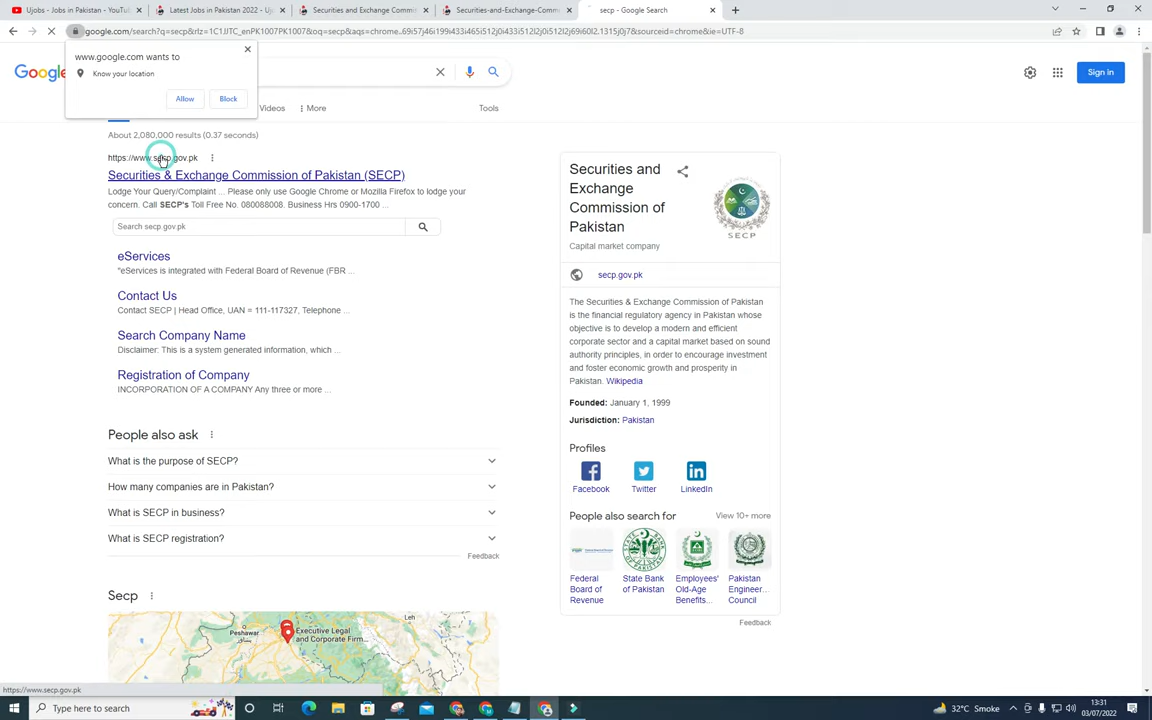 Ujobs - Jobs in Pakistan - YouTu
Latest Jobs in Pakistan 2022 - Uj
Securities and Exchange Commi
Securities-and-Exchange-Commi
secp - Google Search
google.com/search?q=secp&rlz=1C1JJTC_enPK1007PK1007&oq=secp&aqs=chrome..69i57j46i199i433i465i512j0i433i512j0i512l2j69i60l2.1315j0j7&sourceid=chrome&ie=UTF-8
www.google.com wants to
Know your location
Allow
Block
Videos
More
Tools
Sign in
About 2,080,000 results (0.37 seconds)
https://www.secp.gov.pk
Securities & Exchange Commission of Pakistan (SECP)
Lodge Your Query/Complaint ... Please only use Google Chrome or Mozilla Firefox to lodge your
concern. Call SECP's Toll Free No. 080088008. Business Hrs 0900-1700 ...
Search secp.gov.pk
eServices
"eServices is integrated with Federal Board of Revenue (FBR ...
Contact Us
Contact SECP | Head Office, UAN = 111-117327, Telephone ...
Search Company Name
Disclaimer: This is a system generated information, which ...
Registration of Company
INCORPORATION OF A COMPANY Any three or more ...
People also ask
What is the purpose of SECP?
How many companies are in Pakistan?
What is SECP in business?
What is SECP registration?
Feedback
Secp
Peshawar
Leh
Executive Legal
and Corporate Firm...
Securities and
Exchange
Commission of
Pakistan
Capital market company
SECP
secp.gov.pk
The Securities & Exchange Commission of Pakistan
is the financial regulatory agency in Pakistan whose
objective is to develop a modern and efficient
corporate sector and a capital market based on sound
authority principles, in order to encourage investment
and foster economic growth and prosperity in
Pakistan. Wikipedia
Founded: January 1, 1999
Jurisdiction: Pakistan
Profiles
Facebook
Twitter
LinkedIn
People also search for
View 10+ more
Federal
Board of
Revenue
State Bank
of Pakistan
Employees'
Old-Age
Benefits...
Pakistan
Engineer...
Council
Feedback
https://www.secp.gov.pk
Type here to search
32°C Smoke
13:31
03/07/2022